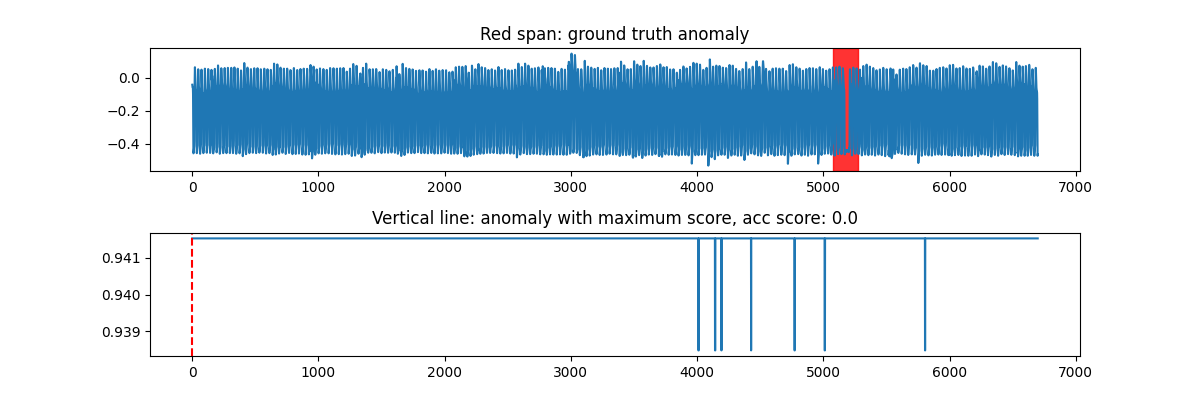 Red span: ground truth anomaly
0.0
−0.2
−0.4
0 1000 2000 3000 4000 5000 6000 7000
Vertical line: anomaly with maximum score, acc score: 0.0
0.941
0.940
0.939
0 1000 2000 3000 4000 5000 6000 7000